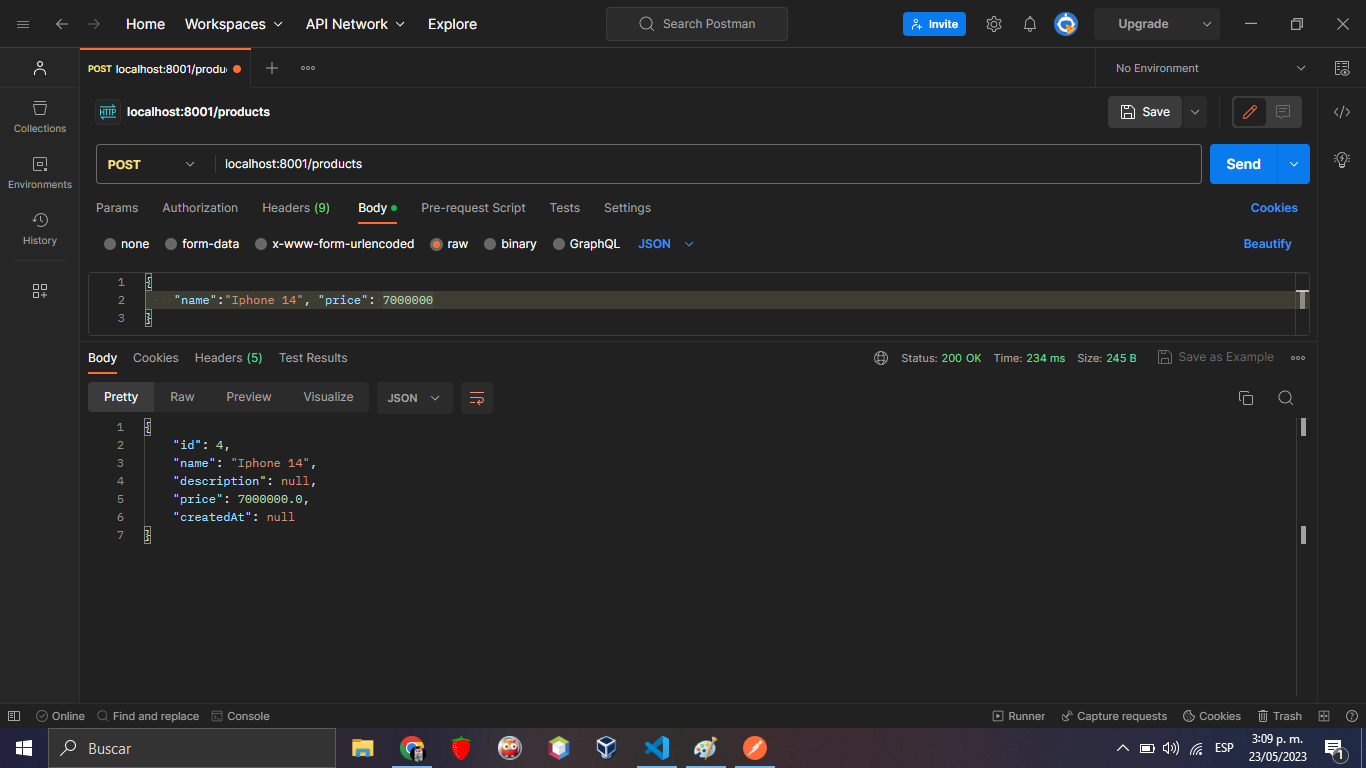 Home Workspaces API Network Explore Search Postman Invite Upgrade
POST localhost:8001/produ No Environment
HTTP localhost:8001/products Save
POST localhost:8001/products Send
Params Authorization Headers (9) Body Pre-request Script Tests Settings Cookies
none form-data x-www-form-urlencoded raw binary GraphQL JSON Beautify
Collections
Environments
History
1 {
2 "name":"Iphone 14", "price": 7000000
3 }
Body Cookies Headers (5) Test Results Status: 200 OK Time: 234 ms Size: 245 B Save as Example
Pretty Raw Preview Visualize JSON
1 {
2 "id": 4,
3 "name": "Iphone 14",
4 "description": null,
5 "price": 7000000.0,
6 "createdAt": null
7 }
Online Find and replace Console Runner Capture requests Cookies Trash
Buscar ESP 3:09 p. m.
23/05/2023 1